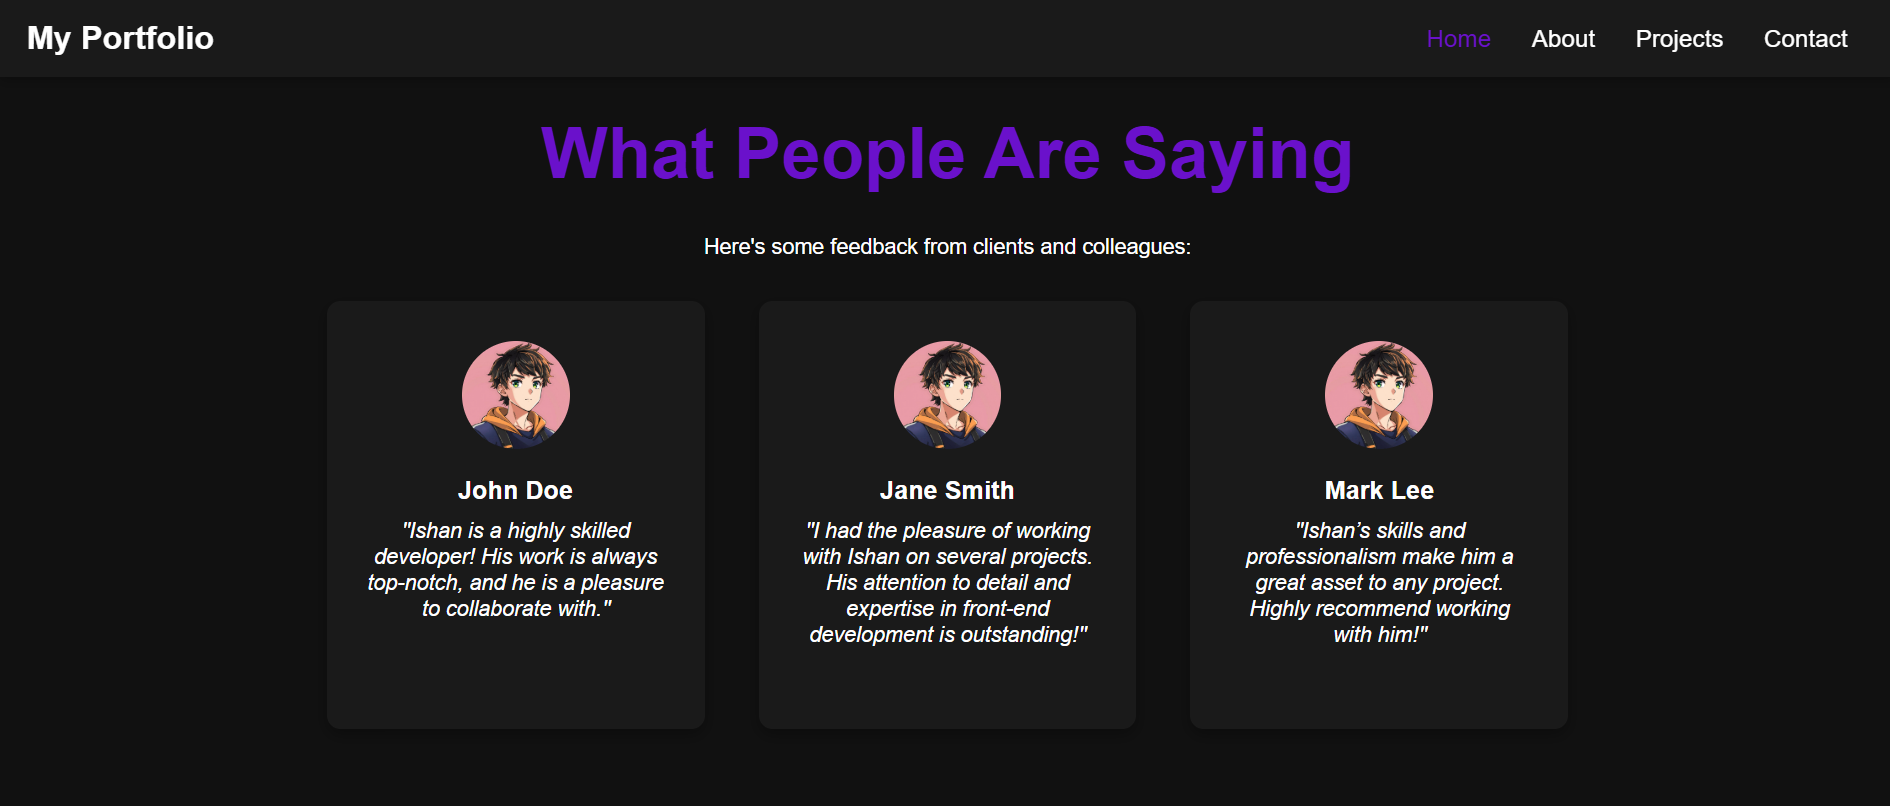 My Portfolio
Home
About
Projects
Contact
What People Are Saying
Here's some feedback from clients and colleagues:
John Doe
"Ishan is a highly skilled
developer! His work is always
top-notch, and he is a pleasure
to collaborate with."
Jane Smith
"I had the pleasure of working
with Ishan on several projects.
His attention to detail and
expertise in front-end
development is outstanding!"
Mark Lee
"Ishan’s skills and
professionalism make him a
great asset to any project.
Highly recommend working
with him!"